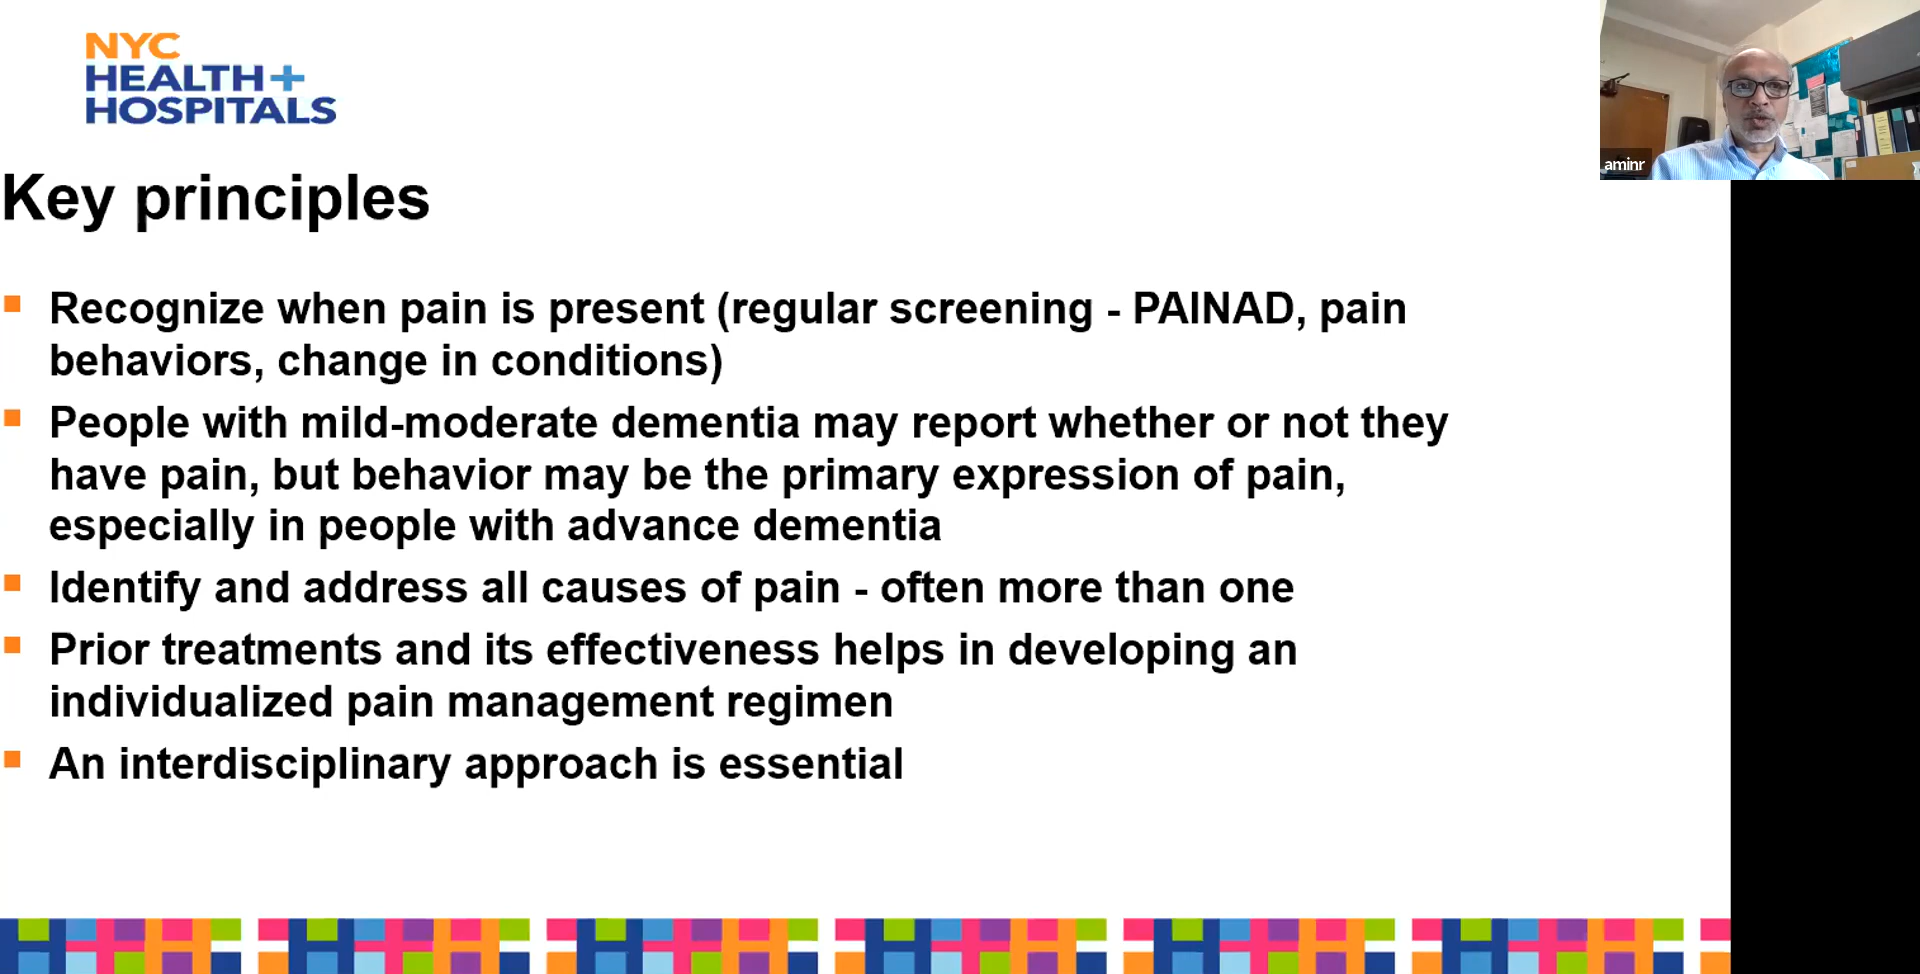 NYC
HEALTH+
HOSPITALS
aminr
Key principles
Recognize when pain is present (regular screening - PAINAD, pain
behaviors, change in conditions)
People with mild-moderate dementia may report whether or not they
have pain, but behavior may be the primary expression of pain,
especially in people with advance dementia
Identify and address all causes of pain - often more than one
Prior treatments and its effectiveness helps in developing an
individualized pain management regimen
An interdisciplinary approach is essential